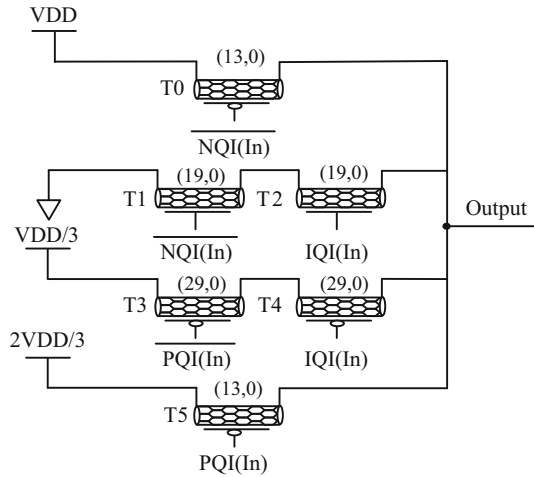 VDD
(13,0)
T0
NQI(In)
(19,0)
(19,0)
T1
T2
Output
VDD/3
NQI(In)
IQI(In)
(29,0)
(29,0)
T3
T4
2VDD/3
PQI(In)
IQI(In)
(13,0)
T5
PQI(In)